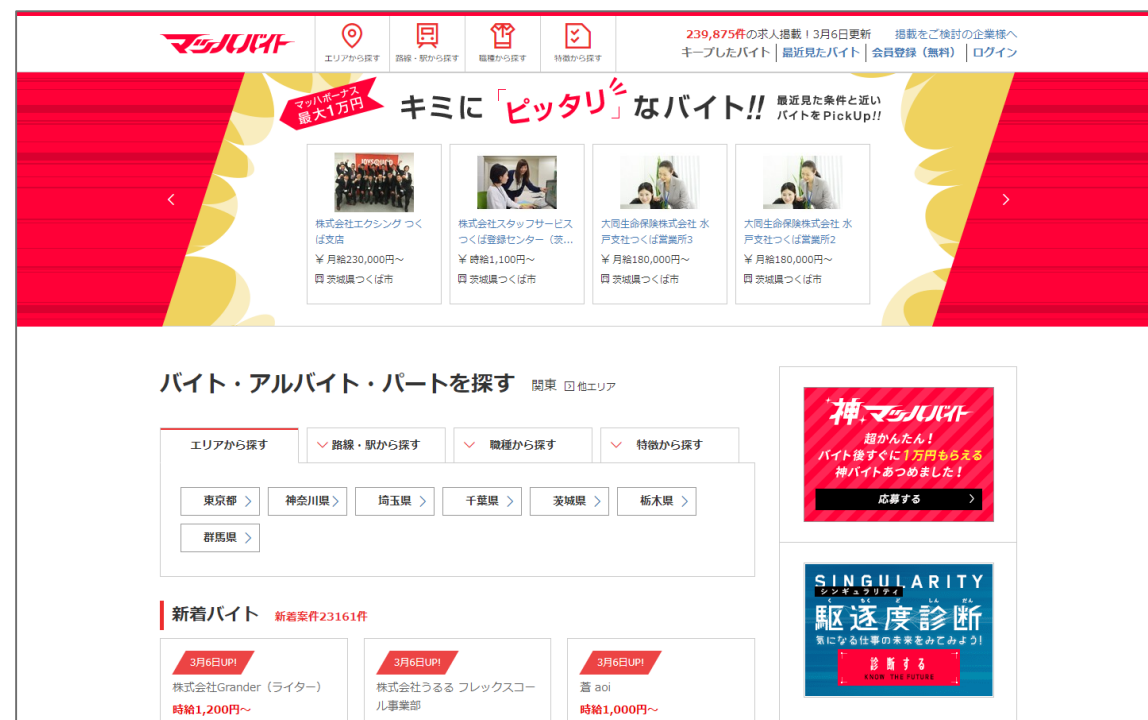 マッハバイト
エリアから探す
路線・駅から探す
職種から探す
特徴から探す
239,875件の求人掲載！3月6日更新 掲載をご検討の企業様へ
キープしたバイト 最近見たバイト 会員登録（無料） ログイン
マッハボーナス
最大1万円
キミに「ピッタリ」なバイト!!
最近見た条件と近い
バイトをPickUp!!
株式会社エクシング つく
ば支店
¥ 月給230,000円～
茨城県つくば市
株式会社スタッフサービス
つくば登録センター（茨...
¥ 時給1,100円～
茨城県つくば市
大同生命保険株式会社 水
戸支社つくば営業所3
¥ 月給180,000円～
茨城県つくば市
大同生命保険株式会社 水
戸支社つくば営業所2
¥ 月給180,000円～
茨城県つくば市
バイト・アルバイト・パートを探す 関東 他エリア
エリアから探す
路線・駅から探す
職種から探す
特徴から探す
東京都
神奈川県
埼玉県
千葉県
茨城県
栃木県
群馬県
新着バイト 新着案件23161件
3月6日UP!
株式会社Grander（ライター）
時給1,200円～
3月6日UP!
株式会社うるる フレックスコー
ル事業部
3月6日UP!
蒼 aoi
時給1,000円～
神マッハバイト
超かんたん！
バイト後すぐに1万円もらえる
神バイトあつめました！
応募する
SINGULARITY
シンギュラリティ
くちくど しんだん
駆逐度診断
気になる仕事の未来をみてみよう!
診断する
KNOW THE FUTURE